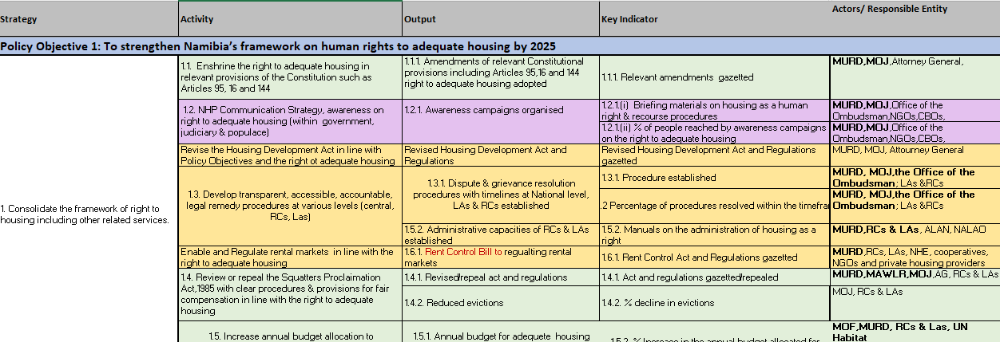 Strategy
Activity
Output
Key Indicator
Actors/ Responsible Entity
Policy Objective 1: To strengthen Namibia's framework on human rights to adequate housing by 2025
1. Consolidate the framework of right to
housing including other related services.
1.1. Enshrine the right to adequate housing in
relevant provisions of the Constitution such as
Articles 95, 16 and 144
1.1.1. Amendments of relevant Constitutional
provisions including Articles 95,16 and 144
right to adequate housing adopted
1.1.1. Relevant amendments gazetted
MURD,MOJ,Attorney General,
1.2. NHP Communication Strategy, awareness on
right to adequate housing (within government,
judiciary & populace)
1.2.1. Awareness campaigns organised
1.2.1.(i) Briefing materials on housing as a human
right & recourse procedures
MURD,MOJ,Office of the
Ombudsman,NGOs,CBOs,
1.2.1.(ii) % of people reached by awareness campaigns
on the right to adequate housing
MURD,MOJ,Office of the
Ombudsman,NGOs,CBOs,
Revise the Housing Development Act in line with
Policy Objectives and the right ot adequate housing
Revised Housing Development Act and
Regulations
Revised Housing Development Act and Regulations
gazetted
MURD, MOJ, Attourney General
1.3. Develop transparent, accessible, accountable,
legal remedy procedures at various levels (central,
RCs, Las)
1.3.1. Dispute & grievance resolution
procedures with timelines at National level,
LAs & RCs established
1.3.1. Procedure established
MURD, MOJ,the Office of the
Ombudsman; LAs &RCs
.2 Percentage of procedures resolved within the timefra
MURD, MOJ,the Office of the
Ombudsman; LAs &RCs
1.5.2. Administrative capacities of RCs & LAs
established
1.5.2. Manuals on the administration of housing as a
right
MURD,RCs & LAs, ALAN, NALAO
Enable and Regulate rental markets in line with the
right to adequate housing
1.6.1. Rent Control Bill to regualting rental
markets
1.6.1. Rent Control Act and Regulations gazetted
MURD,RCs, LAs, NHE, cooperatives,
NGOs and private housing providers
1.4. Review or repeal the Squatters Proclaimation
Act,1985 with clear procedures & provisions for fair
compensation in line with the right to adequate
housing
1.4.1. Revised/repeal act and regulations
1.4.1. Act and regulations gazetted/repealed
MURD,MAWLR,MOJ,AG, RCs & LAs
1.4.2. Reduced evictions
1.4.2. % decline in evictions
MOJ, RCs & LAs
1.5. Increase annual budget allocation to
1.5.1. Annual budget for adequete housing
1.5.2. % Increase in the annual budget allocated for
MOF,MURD, RCs & Las, UN
Habitat